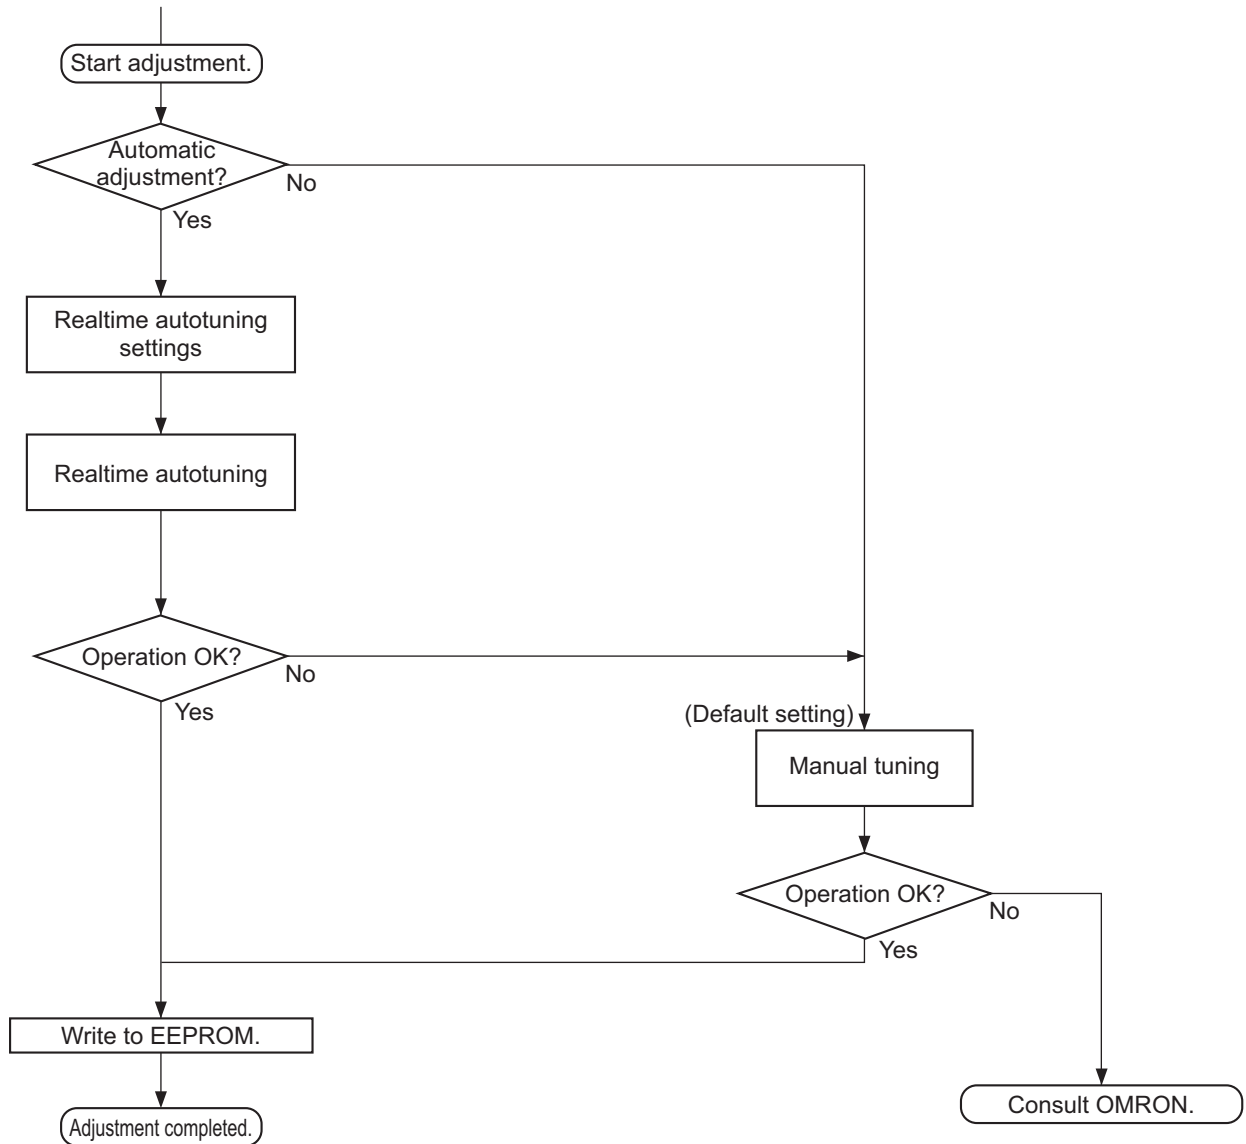 Start adjustment.
Automatic
adjustment?
No
Yes
Realtime autotuning
settings
Realtime autotuning
Operation OK?
No
Yes
(Default setting)
Manual tuning
Operation OK?
No
Yes
Write to EEPROM.
Adjustment completed.
Consult OMRON.